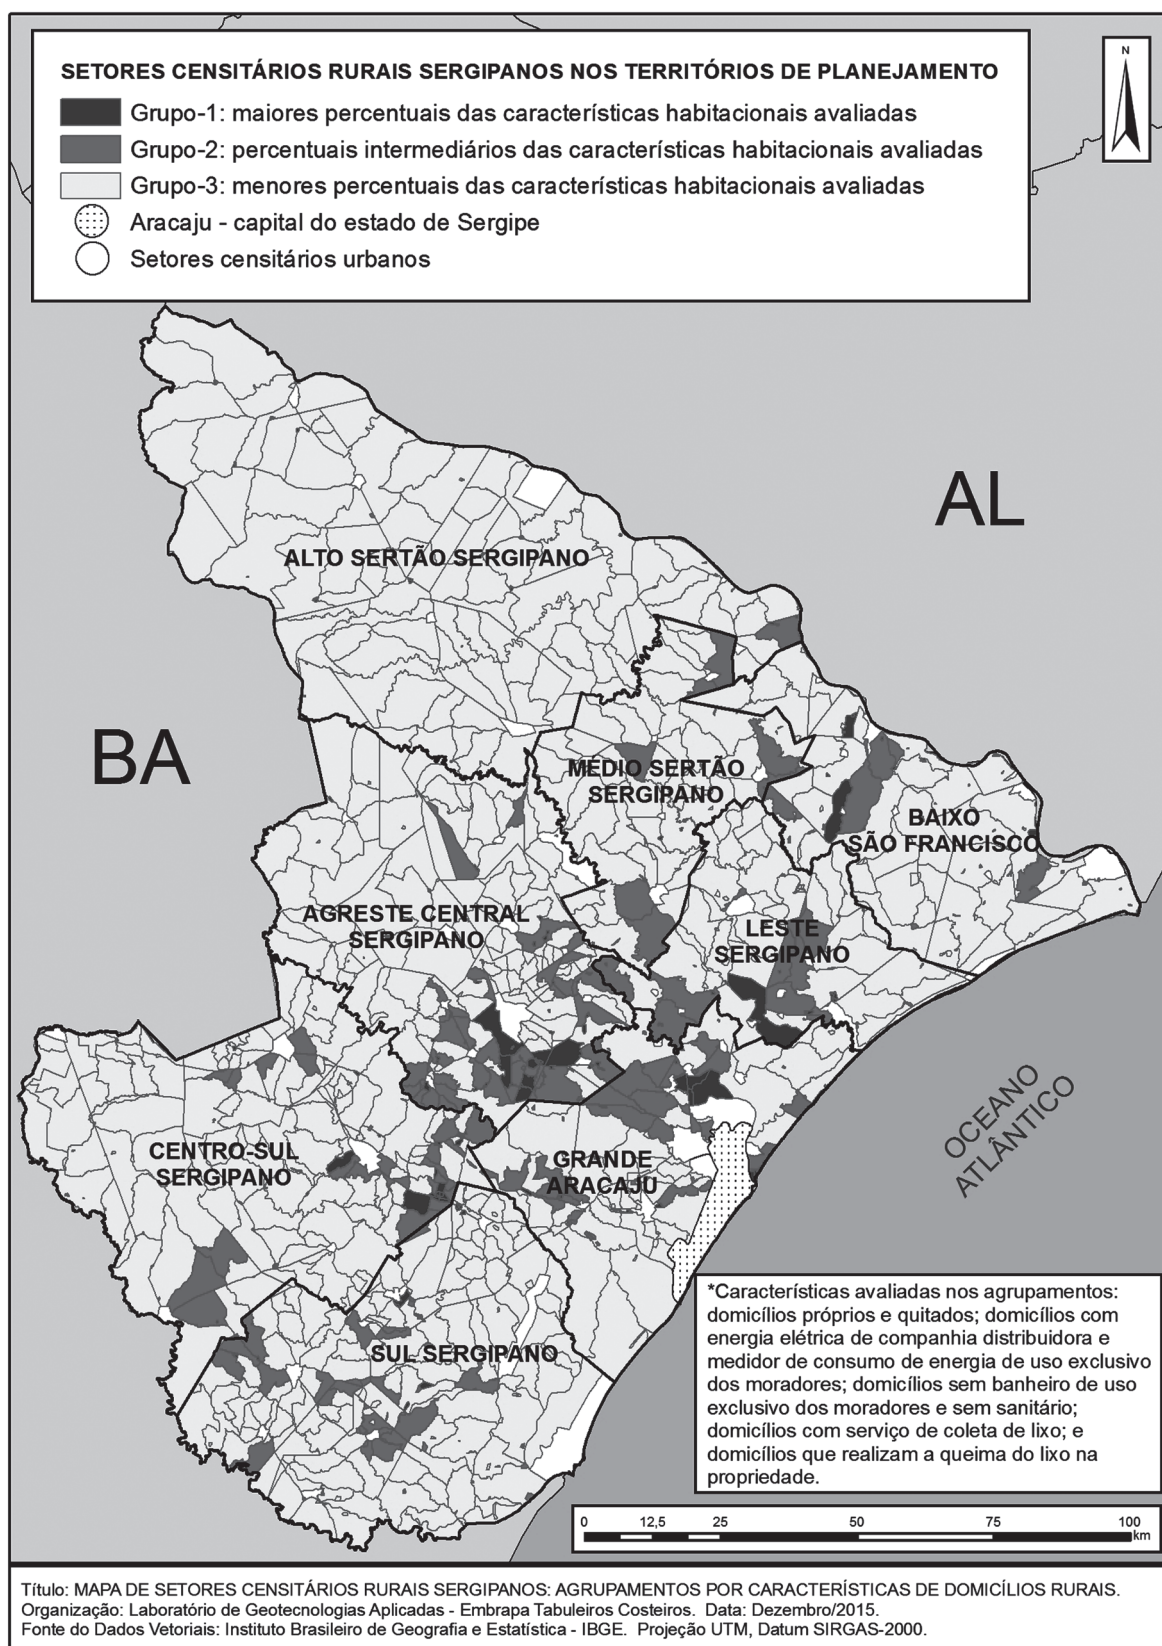 SETORES CENSITÁRIOS RURAIS SERGIPANOS NOS TERRITÓRIOS DE PLANEJAMENTO
Grupo-1: maiores percentuais das características habitacionais avaliadas
Grupo-2: percentuais intermediários das características habitacionais avaliadas
Grupo-3: menores percentuais das características habitacionais avaliadas
Aracaju - capital do estado de Sergipe
Setores censitários urbanos
N
AL
ALTO SERTÃO SERGIPANO
BA
MÉDIO SERTÃO
SERGIPANO
BAIXO
SÃO FRANCISCO
AGRESTE CENTRAL
SERGIPANO
LESTE
SERGIPANO
OCEANO
ATLÂNTICO
CENTRO-SUL
SERGIPANO
GRANDE
ARACAJU
SUL SERGIPANO
*Características avaliadas nos agrupamentos:
domicílios próprios e quitados; domicílios com
energia elétrica de companhia distribuidora e
medidor de consumo de energia de uso exclusivo
dos moradores; domicílios sem banheiro de uso
exclusivo dos moradores e sem sanitário;
domicílios com serviço de coleta de lixo; e
domicílios que realizam a queima do lixo na
propriedade.
0 12,5 25 50 75 100
km
Título: MAPA DE SETORES CENSITÁRIOS RURAIS SERGIPANOS: AGRUPAMENTOS POR CARACTERÍSTICAS DE DOMICÍLIOS RURAIS.
Organização: Laboratório de Geotecnologias Aplicadas - Embrapa Tabuleiros Costeiros. Data: Dezembro/2015.
Fonte do Dados Vetoriais: Instituto Brasileiro de Geografia e Estatística - IBGE. Projeção UTM, Datum SIRGAS-2000.